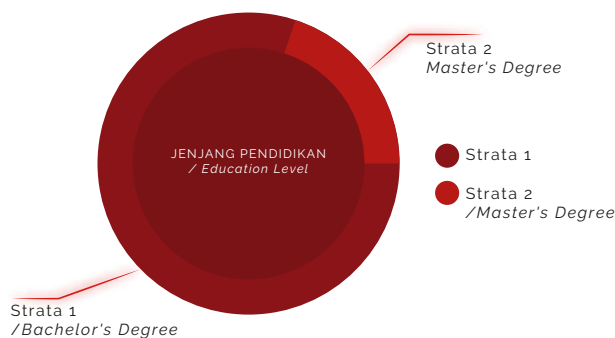 Strata 2
Master's Degree
JENJANG PENDIDIKAN
/ Education Level
Strata 1
Strata 2
/Master's Degree
Strata 1
/Bachelor's Degree